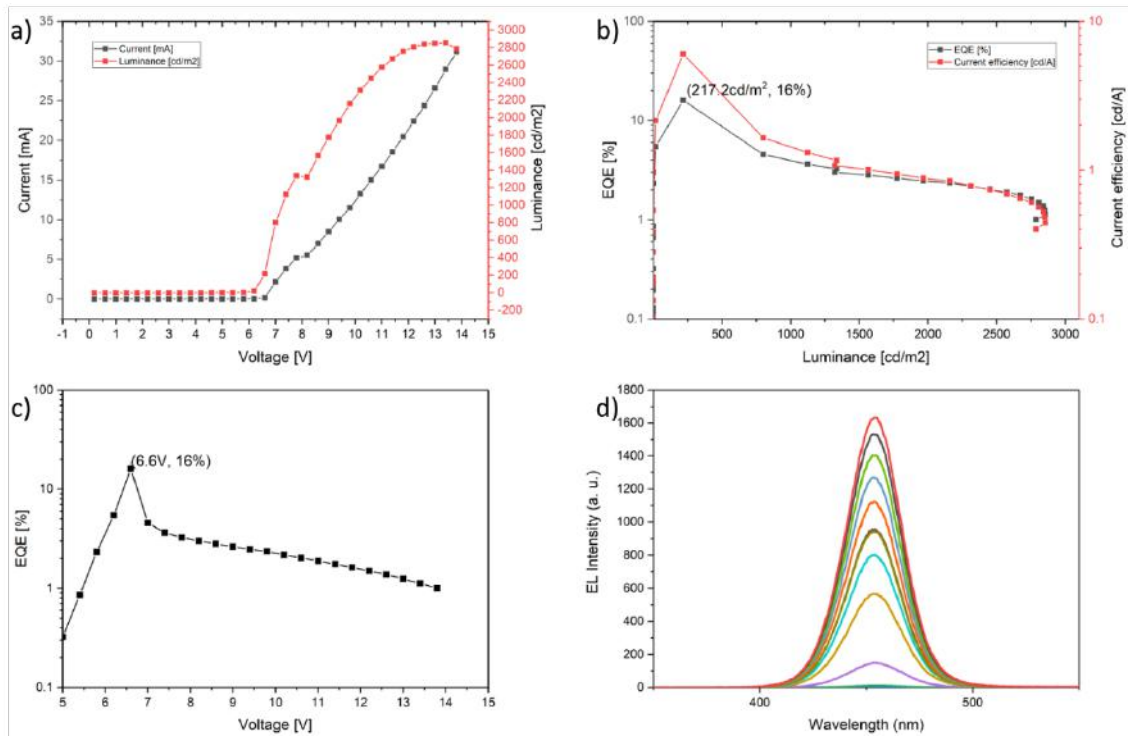 a)
35
30
25
20
15
10
5
0
Current [mA]
Current [mA]
Luminance [cd/m2]
3000
2800
2600
2400
2200
2000
1800
1600
1400
1200
1000
800
600
400
200
0
-200
Luminance [cd/m2]
-1 0 1 2 3 4 5 6 7 8 9 10 11 12 13 14 15
Voltage [V]
b)
100
10
1
0.1
EQE [%]
EQE [%]
Current efficiency [cd/A]
(217.2cd/m², 16%)
10
1
0.1
Current efficiency [cd/A]
500 1000 1500 2000 2500 3000
Luminance [cd/m2]
c)
100
10
1
0.1
EQE [%]
(6.6V, 16%)
5 6 7 8 9 10 11 12 13 14 15
Voltage [V]
d)
1800
1600
1400
1200
1000
800
600
400
200
0
EL Intensity (a. u.)
400 500
Wavelength (nm)